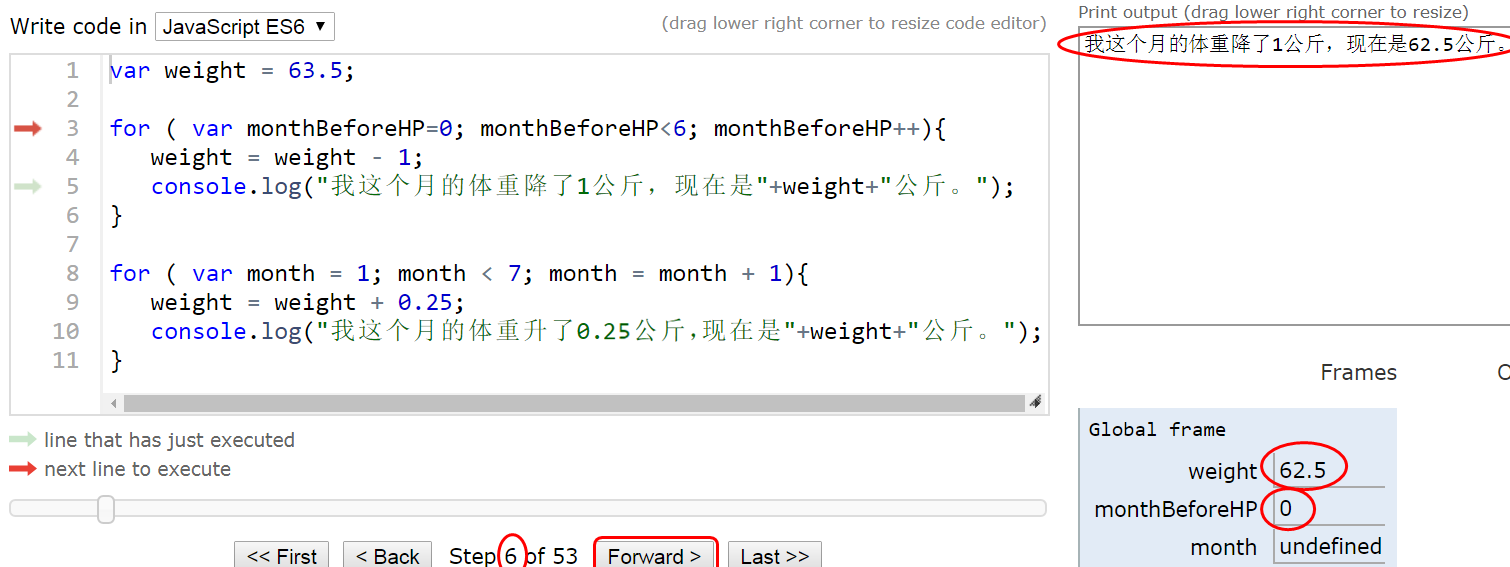 Write code in JavaScript ES6 ▼
(drag lower right corner to resize code editor)
1 var weight = 63.5;
2
3 for ( var monthBeforeHP=0; monthBeforeHP<6; monthBeforeHP++){
4 weight = weight - 1;
5 console.log("我这个月的体重降了1公斤，现在是"+weight+"公斤。");
6 }
7
8 for ( var month = 1; month < 7; month = month + 1){
9 weight = weight + 0.25;
10 console.log("我这个月的体重升了0.25公斤,现在是"+weight+"公斤。");
11 }
line that has just executed
next line to execute
<< First < Back Step 6 of 53 Forward > Last >>
Print output (drag lower right corner to resize)
我这个月的体重降了1公斤，现在是62.5公斤。
Frames
Global frame
weight 62.5
monthBeforeHP 0
month undefined